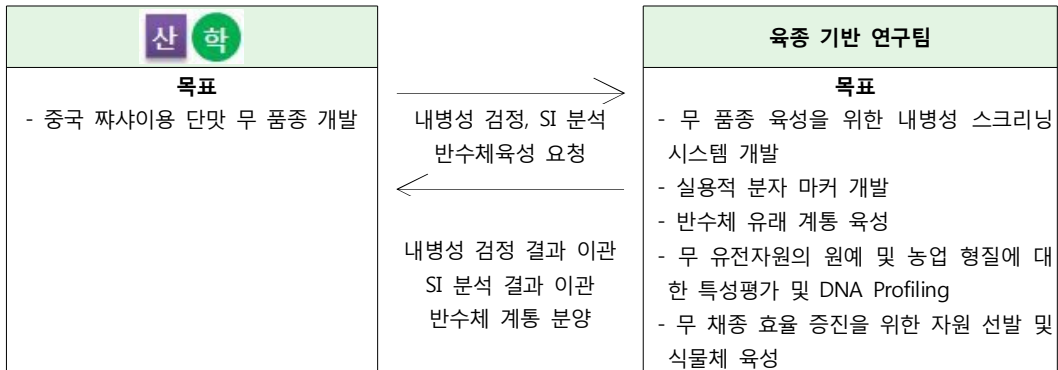 산 학
목표
- 중국 짜샤이용 단맛 무 품종 개발
내병성 검정, SI 분석
반수체육성 요청
내병성 검정 결과 이관
SI 분석 결과 이관
반수체 계통 분양
육종 기반 연구팀
목표
- 무 품종 육성을 위한 내병성 스크리닝
시스템 개발
- 실용적 분자 마커 개발
- 반수체 유래 계통 육성
- 무 유전자원의 원예 및 농업 형질에 대
한 특성평가 및 DNA Profiling
- 무 채종 효율 증진을 위한 자원 선발 및
식물체 육성